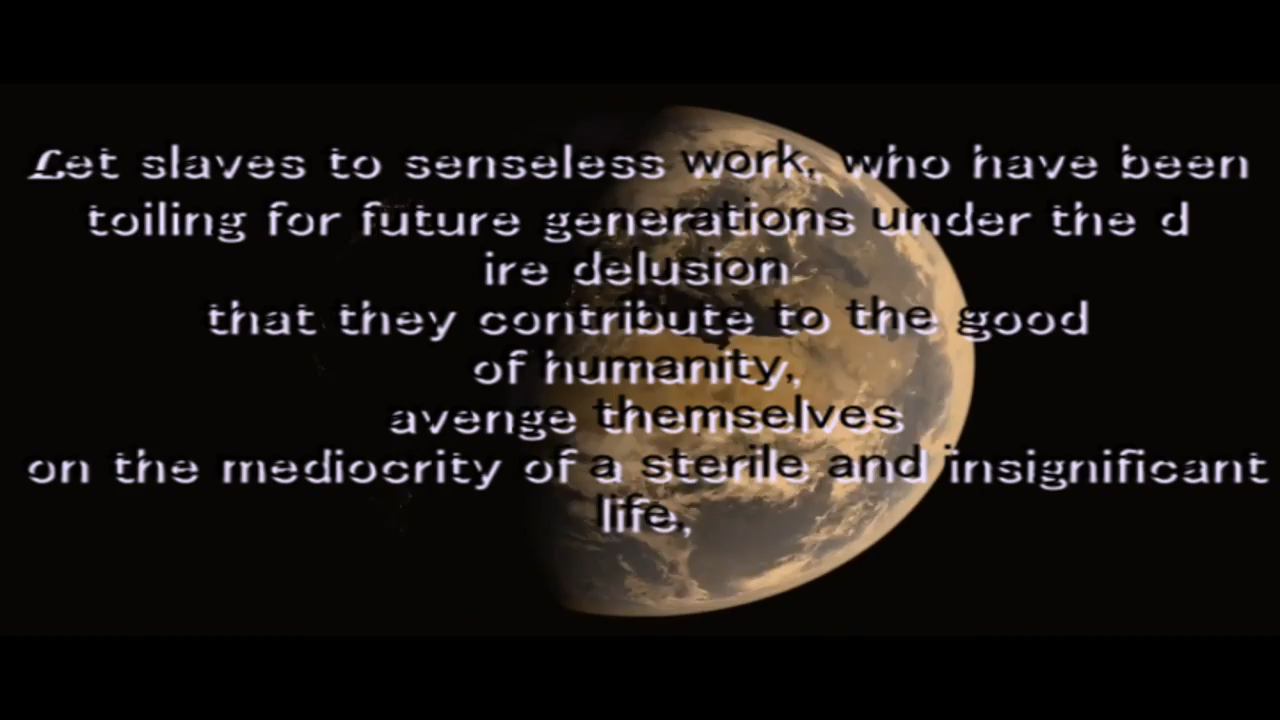 Let slaves to senseless work, who have been
toiling for future generations under the d
ire delusion
that they contribute to the good
of humanity,
avenge themselves
on the mediocrity of a sterile and insignificant
life,